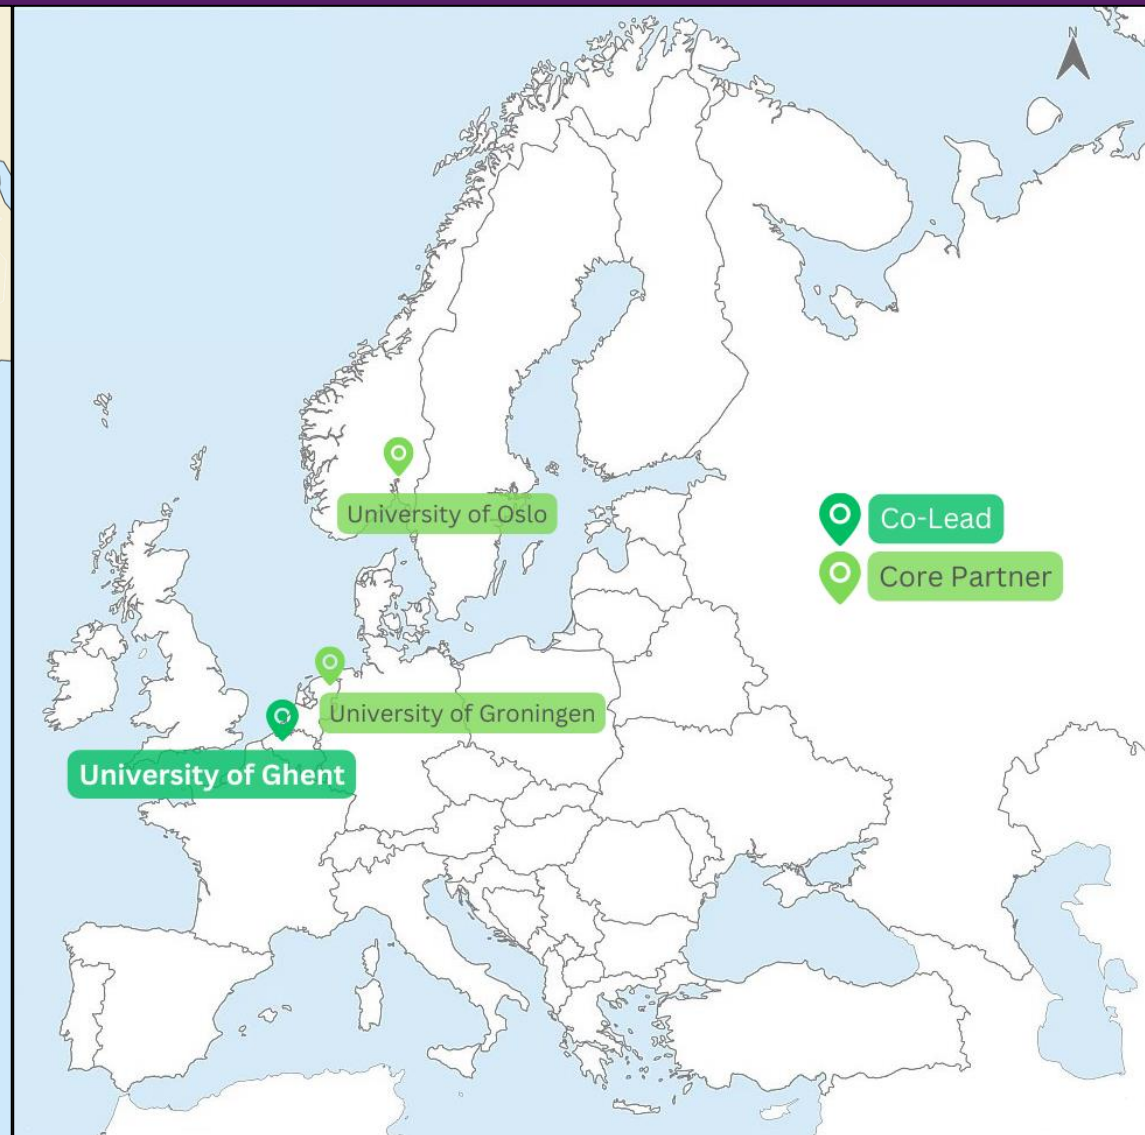 N
University of Oslo
Co-Lead
Core Partner
University of Groningen
University of Ghent